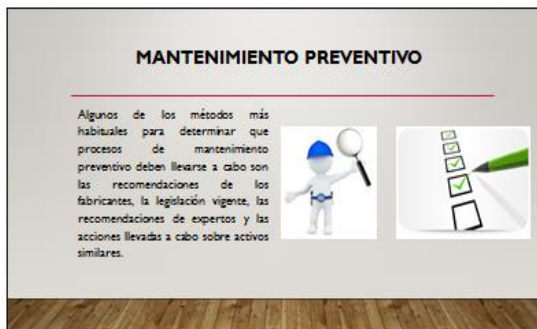 MANTENIMIENTO PREVENTIVO
Algunos de los métodos más
habituales para determinar que
procesos de mantenimiento
preventivo deben llevarse a cabo son
las recomendaciones de los
fabricantes, la legislación vigente, las
recomendaciones de expertos y las
acciones llevadas a cabo sobre activos
similares.